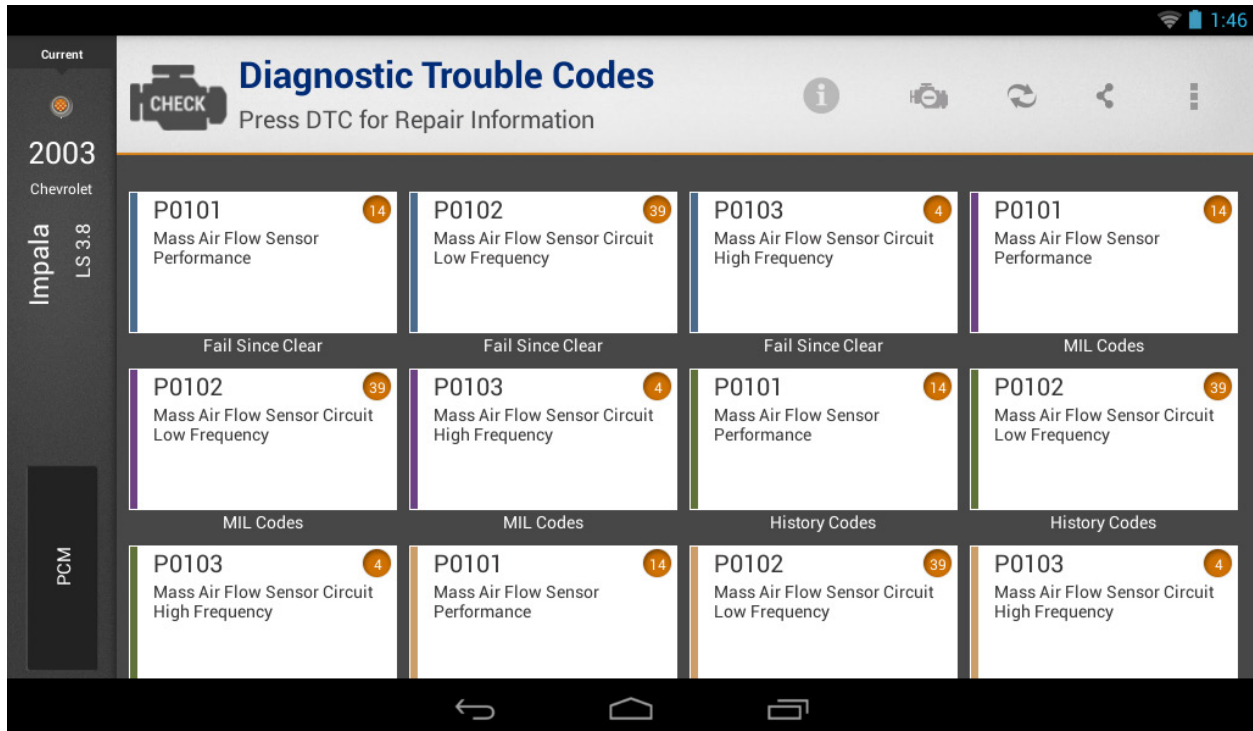 1:46
Current
2003
Chevrolet
Impala
LS 3.8
PCM
CHECK
Diagnostic Trouble Codes
Press DTC for Repair Information
P0101
14
Mass Air Flow Sensor
Performance
Fail Since Clear
P0102
39
Mass Air Flow Sensor Circuit
Low Frequency
Fail Since Clear
P0103
4
Mass Air Flow Sensor Circuit
High Frequency
Fail Since Clear
P0101
14
Mass Air Flow Sensor
Performance
MIL Codes
P0102
39
Mass Air Flow Sensor Circuit
Low Frequency
MIL Codes
P0103
4
Mass Air Flow Sensor Circuit
High Frequency
MIL Codes
P0101
14
Mass Air Flow Sensor
Performance
History Codes
P0102
39
Mass Air Flow Sensor Circuit
Low Frequency
History Codes
P0103
4
Mass Air Flow Sensor Circuit
High Frequency
P0101
14
Mass Air Flow Sensor
Performance
P0102
39
Mass Air Flow Sensor Circuit
Low Frequency
P0103
4
Mass Air Flow Sensor Circuit
High Frequency